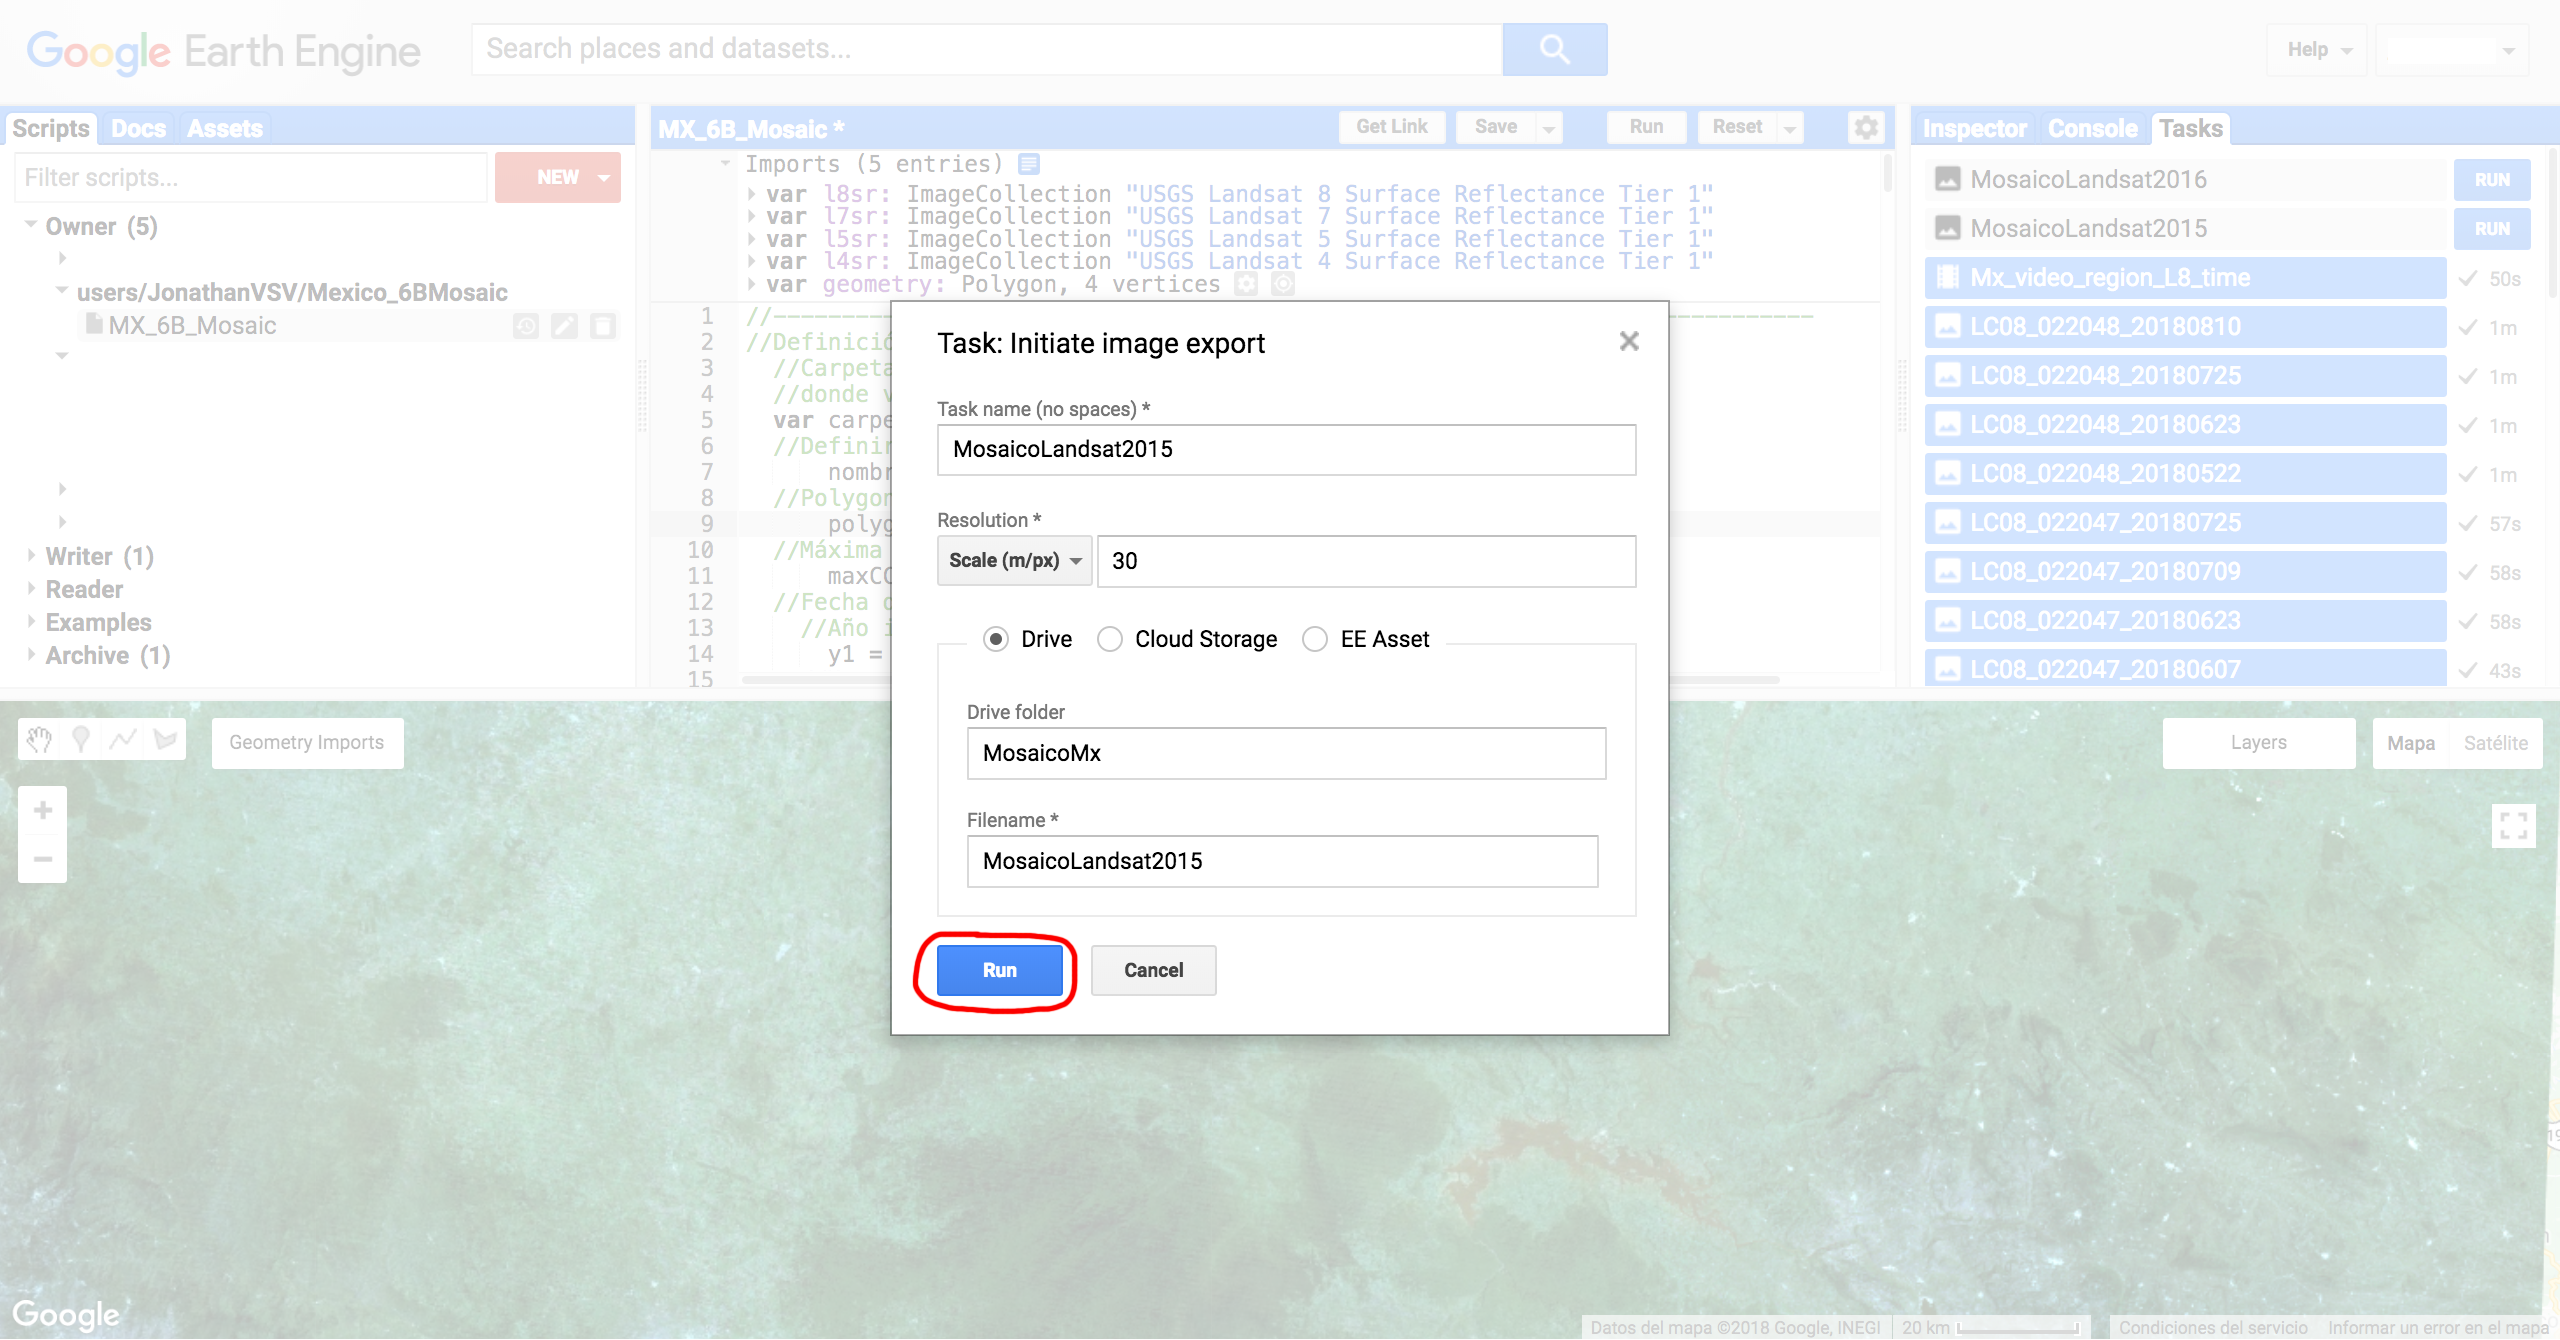 Google Earth Engine
Search places and datasets...
Help
Scripts Docs Assets
Filter scripts...
NEW
Owner (5)
users/JonathanVSV/Mexico_6BMosaic
MX_6B_Mosaic
Writer (1)
Reader
Examples
Archive (1)
MX_6B_Mosaic *
Get Link Save Run Reset
Imports (5 entries)
var l8sr: ImageCollection "USGS Landsat 8 Surface Reflectance Tier 1"
var l7sr: ImageCollection "USGS Landsat 7 Surface Reflectance Tier 1"
var l5sr: ImageCollection "USGS Landsat 5 Surface Reflectance Tier 1"
var l4sr: ImageCollection "USGS Landsat 4 Surface Reflectance Tier 1"
var geometry: Polygon, 4 vertices
1 //
2 //Definició
3 //Carpeta
4 //donde
5 var carpe
6 //Definir
7 nombr
8 //Polygon
9 polyg
10 //Máxima
11 maxCC
12 //Fecha
13 //Año
14 y1 =
15
Task: Initiate image export
Task name (no spaces) *
MosaicoLandsat2015
Resolution *
Scale (m/px) 30
Drive Cloud Storage EE Asset
Drive folder
MosaicoMx
Filename *
MosaicoLandsat2015
Run Cancel
Inspector Console Tasks
MosaicoLandsat2016 RUN
MosaicoLandsat2015 RUN
Mx_video_region_L8_time 50s
LC08_022048_20180810 1m
LC08_022048_20180725 1m
LC08_022048_20180623 1m
LC08_022048_20180522 1m
LC08_022047_20180725 57s
LC08_022047_20180709 58s
LC08_022047_20180623 58s
LC08_022047_20180607 43s
Geometry Imports
Layers
Mapa Satélite
+
−
Google
Datos del mapa ©2018 Google, INEGI 20 km Condiciones del servicio Informar un error en el mapa